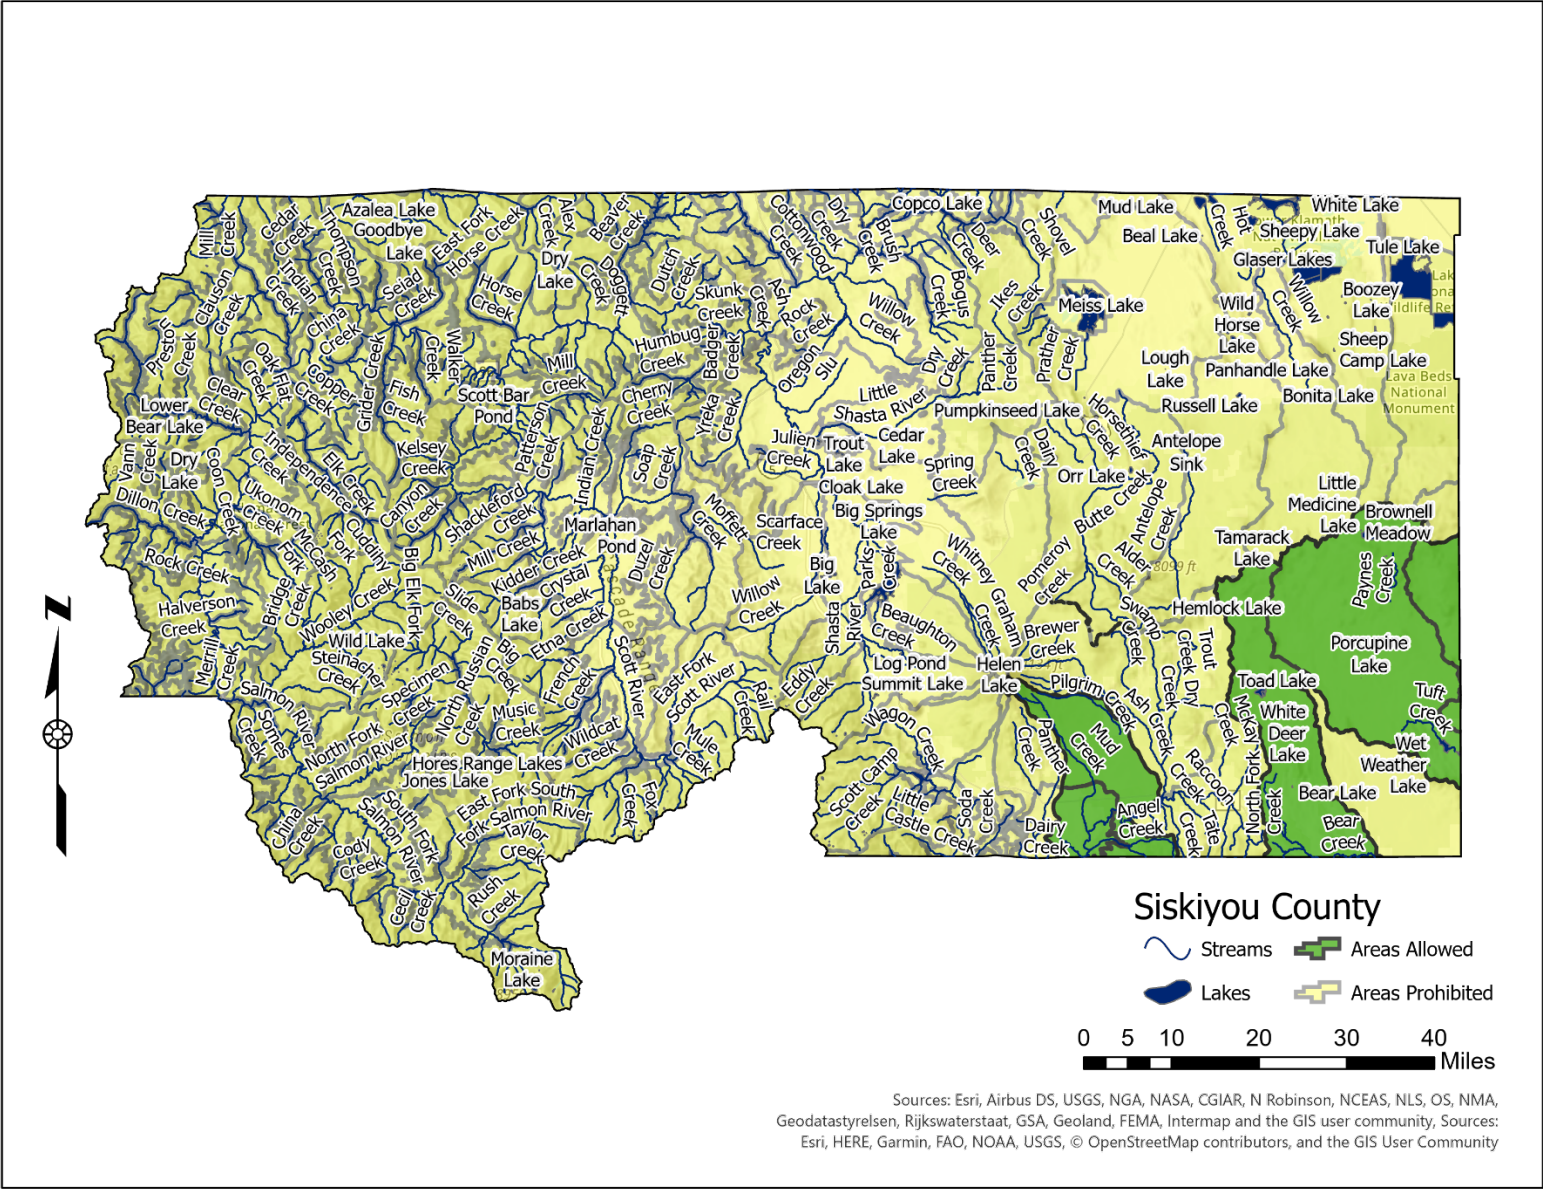 Azalea Lake
Goodbye
Lake
Mill
Creek
Cedar
Creek
Thompson
Creek
East Fork
Horse Creek
Alex
Creek
Beaver
Creek
Dry
Lake
Doggett
Creek
Dutch
Creek
Cottonwood
Creek
Dry
Creek
Brush
Creek
Copco Lake
Deer
Creek
Shovel
Creek
Mud Lake
Beal Lake
Hot
Creek
White Lake
Sheepy Lake
Tule Lake
Glaser Lakes
Clauson
Creek
Indian
Creek
Seiad
Creek
Horse
Creek
Skunk
Creek
Ash
Creek
Rock
Creek
Willow
Creek
Bogus
Creek
Ikes
Creek
Meiss Lake
Wild
Horse
Lake
Willow
Creek
Boozey
Lake
Preston
Creek
China
Creek
Walker
Creek
Humbug
Creek
Badger
Creek
Oregon
Slu
Dry
Creek
Panther
Creek
Prather
Creek
Lough
Lake
Sheep
Camp Lake
Panhandle Lake
Lava Beds
National
Monument
Oak Flat
Creek
Copper
Creek
Grider Creek
Fish
Creek
Mill
Creek
Scott Bar
Pond
Cherry
Creek
Yreka
Creek
Little
Shasta River
Pumpkinseed Lake
Horsethief
Creek
Russell Lake
Bonita Lake
Clear
Creek
Lower
Bear Lake
Vann
Creek
Dry
Lake
Coon Creek
Independence
Creek
Elk Creek
Kelsey
Creek
Patterson
Creek
Indian Creek
Soap
Creek
Julien
Creek
Trout
Lake
Cedar
Lake
Spring
Creek
Dairy
Creek
Orr Lake
Antelope
Sink
Dillon Creek
Ukonom
Creek
Canyon
Creek
Shackleford
Creek
Marlahan
Pond
Moffett
Creek
Scarface
Creek
Cloak Lake
Big Springs
Lake
Butte Creek
Antelope
Creek
Little
Medicine
Lake
Brownell
Meadow
Rock Creek
McCash
Fork
Cuddihy
Fork
Big Elk Fork
Mill Creek
Kidder Creek
Duzel
Creek
Crystal
Creek
Big
Lake
Parks
Creek
Whitney
Creek
Pomeroy
Creek
Alder
Creek
8099 ft
Tamarack
Lake
Paynes
Creek
Halverson
Creek
Bridge
Creek
Wooley Creek
Slide
Creek
Babs
Lake
Etna Creek
Cascade Range
Willow
Creek
Shasta
River
Beaughton
Creek
Graham
Creek
Brewer
Creek
Swamp
Creek
Hemlock Lake
Merrill
Creek
Wild Lake
Steinacher
Creek
Specimen
Creek
North Russian
Creek
Big
Creek
French
Creek
Scott River
East Fork
Scott River
Rail
Creek
Eddy
Creek
Log Pond
Summit Lake
Helen
Lake
Pilgrim
Creek
Trout
Creek
Dry
Creek
Porcupine
Lake
Toad Lake
Tuft
Creek
Salmon River
Somes
Creek
North Fork
Salmon River
Music
Creek
Wildcat
Creek
Mule
Creek
Wagon
Creek
Panther
Creek
Mud
Creek
Ash Creek
McKay
Creek
White
Deer
Lake
Wet
Weather
Lake
Hores Range Lakes
Jones Lake
East Fork South
Fork Salmon River
Fox
Creek
Scott Camp
Creek
Little
Castle Creek
Soda
Creek
Dairy
Creek
Angel
Creek
Raccoon
Creek
Tate
Creek
North Fork
Creek
Bear Lake
Bear
Creek
China
Creek
South Fork
Salmon River
Cody
Creek
Taylor
Creek
Rush
Creek
Cecil
Creek
Moraine
Lake
Z
Siskiyou County
Streams
Areas Allowed
Lakes
Areas Prohibited
0 5 10 20 30 40
Miles
Sources: Esri, Airbus DS, USGS, NGA, NASA, CGIAR, N Robinson, NCEAS, NLS, OS, NMA,
Geodatastyrelsen, Rijkswaterstaat, GSA, Geoland, FEMA, Intermap and the GIS user community, Sources:
Esri, HERE, Garmin, FAO, NOAA, USGS, © OpenStreetMap contributors, and the GIS User Community